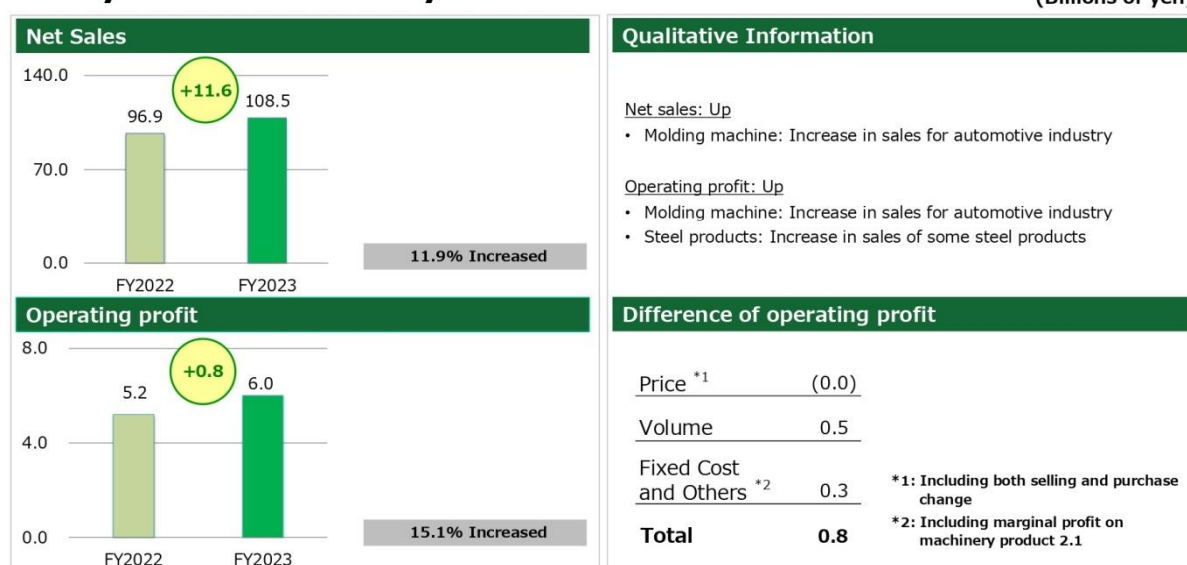 (Billions of yen)
Net Sales
140.0
+11.6
108.5
96.9
70.0
0.0
11.9% Increased
FY2022
FY2023
Operating profit
8.0
+0.8
6.0
5.2
4.0
0.0
15.1% Increased
FY2022
FY2023
Qualitative Information
Net sales: Up
• Molding machine: Increase in sales for automotive industry
Operating profit: Up
• Molding machine: Increase in sales for automotive industry
• Steel products: Increase in sales of some steel products
Difference of operating profit
Price *1 (0.0)
Volume 0.5
Fixed Cost
and Others *2 0.3
Total 0.8
*1: Including both selling and purchase
change
*2: Including marginal profit on
machinery product 2.1